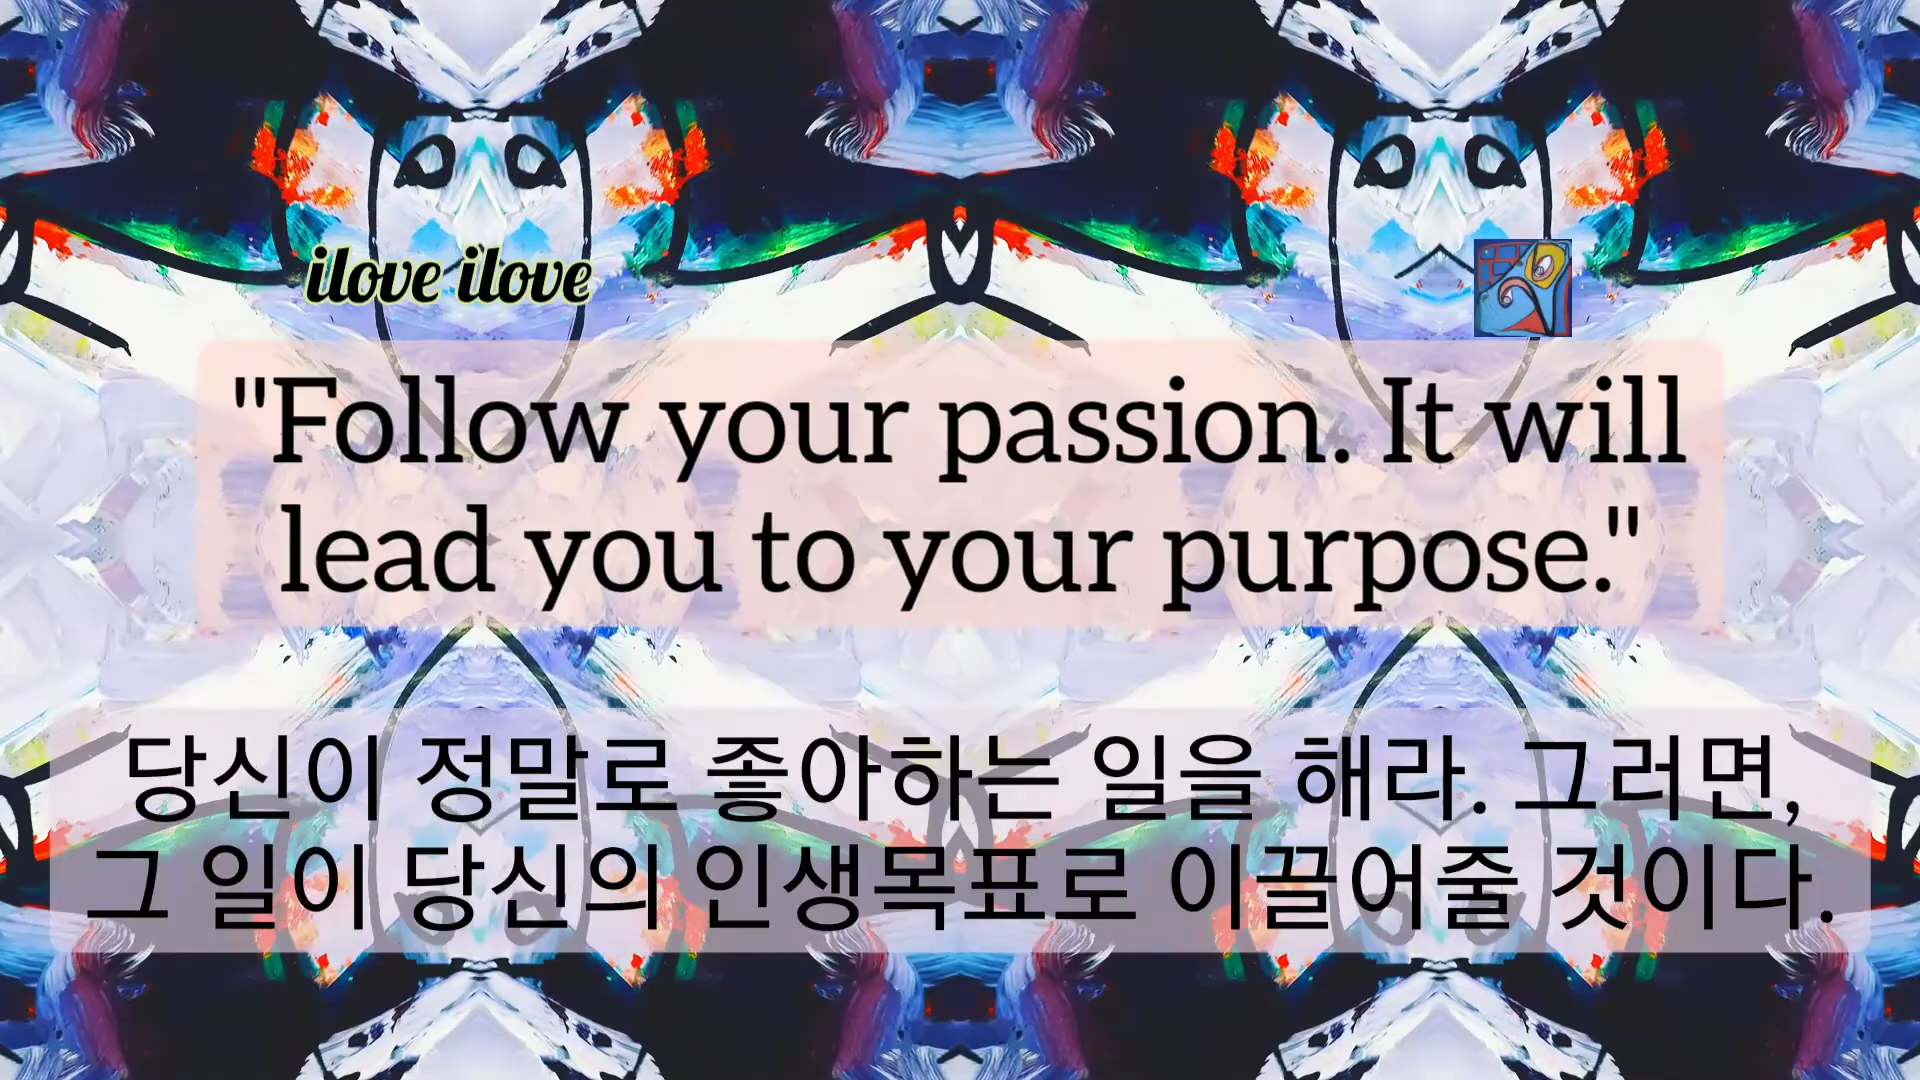 ilove ilove
"Follow your passion. It will
lead you to your purpose."
당신이 정말로 좋아하는 일을 해라. 그러면,
그 일이 당신의 인생목표로 이끌어줄 것이다.